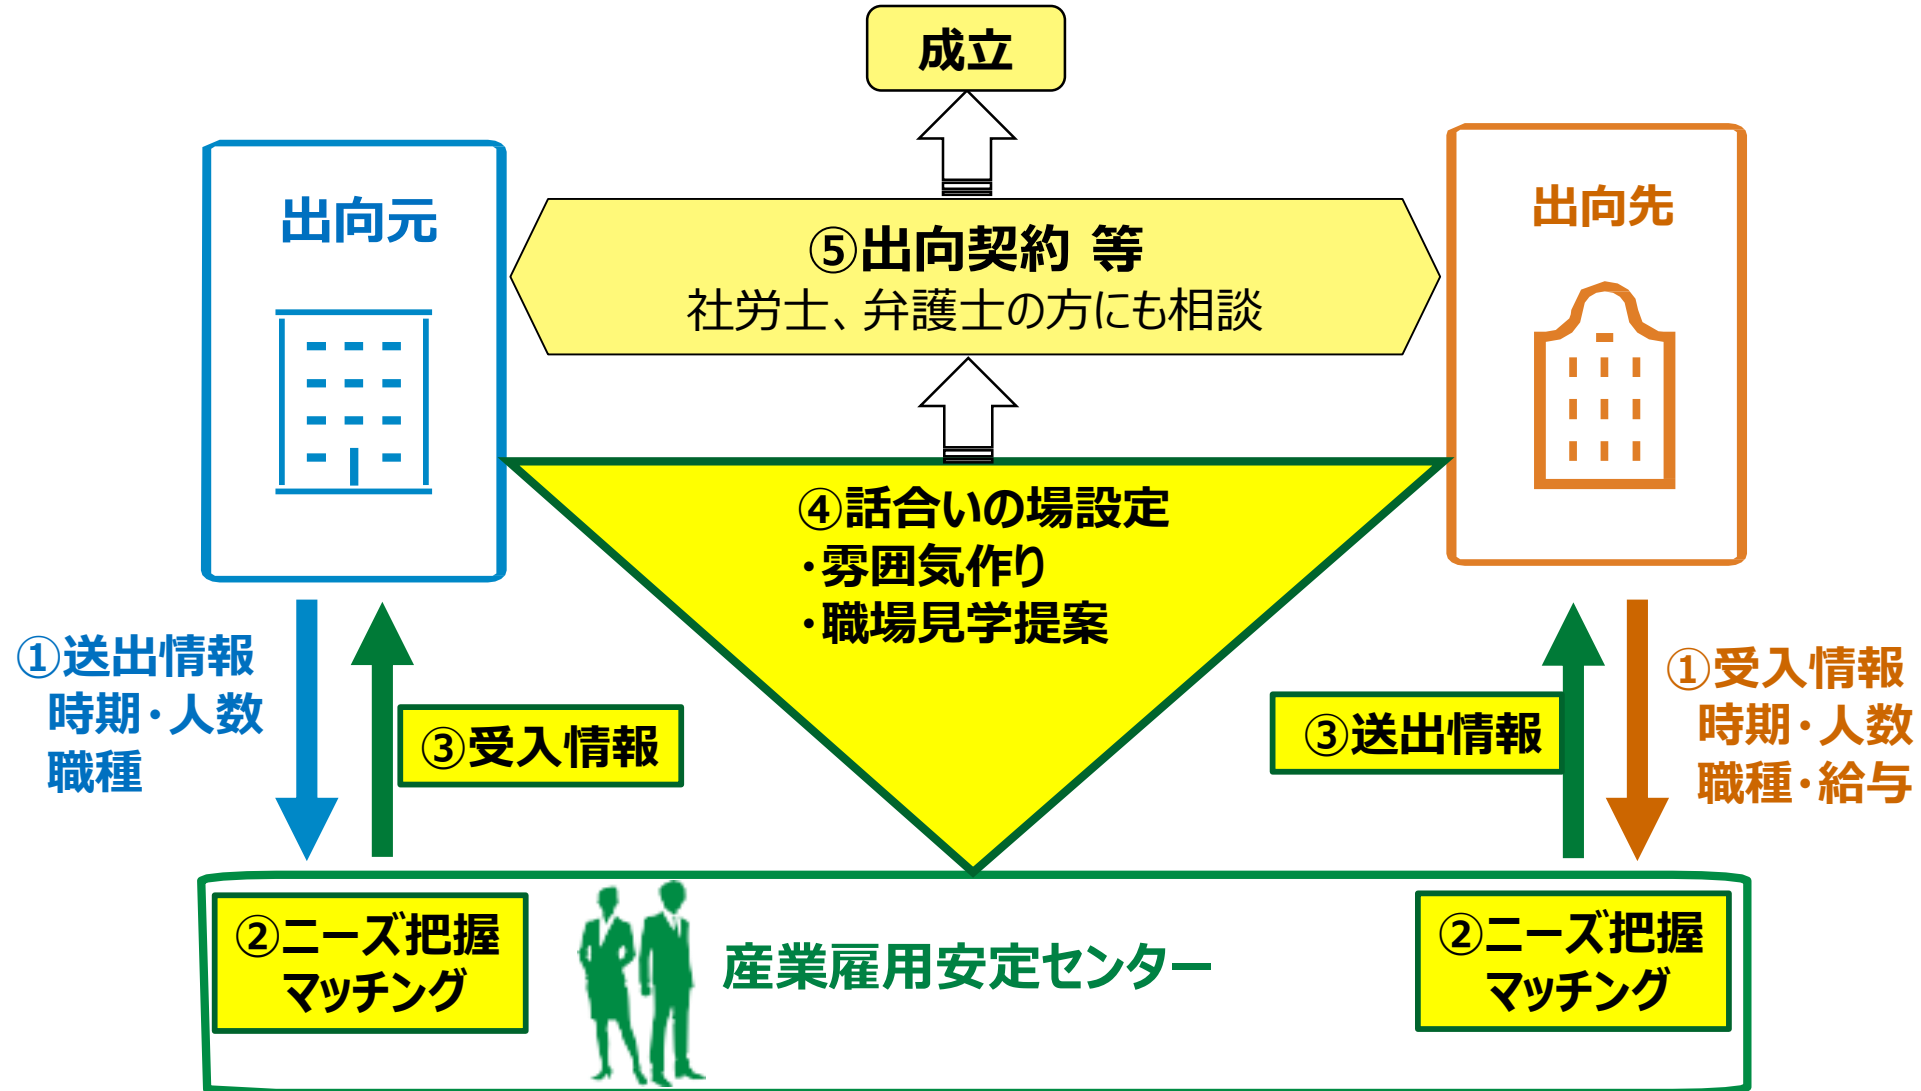 成立
出向元
出向先
⑤出向契約 等
社労士、弁護士の方にも相談
④話合いの場設定
・雰囲気作り
・職場見学提案
①送出情報
時期・人数
職種
③受入情報
③送出情報
①受入情報
時期・人数
職種・給与
②ニーズ把握
マッチング
産業雇用安定センター
②ニーズ把握
マッチング